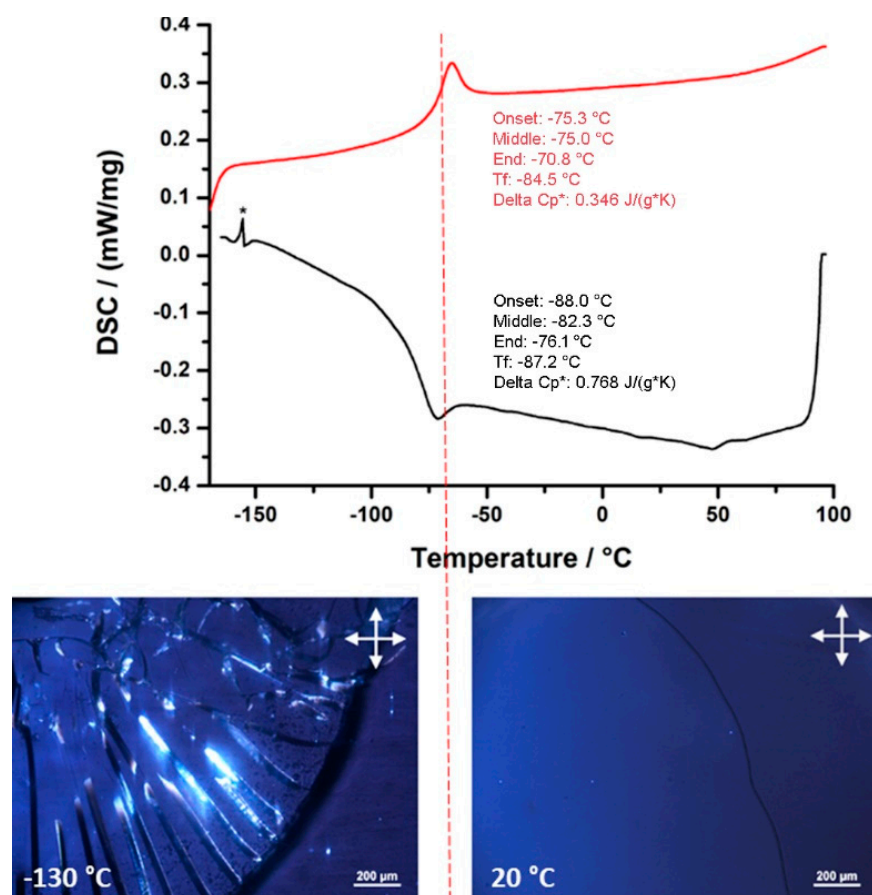 DSC / (mW/mg)
0.4
0.3
0.2
0.1
0.0
-0.1
-0.2
-0.3
-0.4
*
Onset: -75.3 °C
Middle: -75.0 °C
End: -70.8 °C
Tf: -84.5 °C
Delta Cp*: 0.346 J/(g*K)
Onset: -88.0 °C
Middle: -82.3 °C
End: -76.1 °C
Tf: -87.2 °C
Delta Cp*: 0.768 J/(g*K)
-150 -100 -50 0 50 100
Temperature / °C
-130 °C
200 µm
20 °C
200 µm